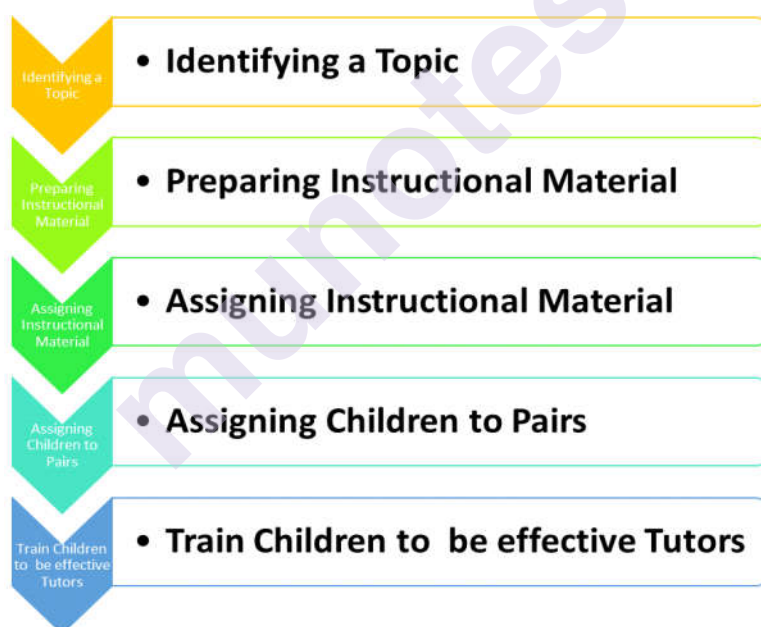 Identifying a
Topic
• Identifying a Topic
Preparing
Instructional
Material
• Preparing Instructional Material
Assigning
Instructional
Material
• Assigning Instructional Material
Assigning
Children to
Pairs
• Assigning Children to Pairs
Train Children
to be effective
Tutors
• Train Children to be effective Tutors
munotes